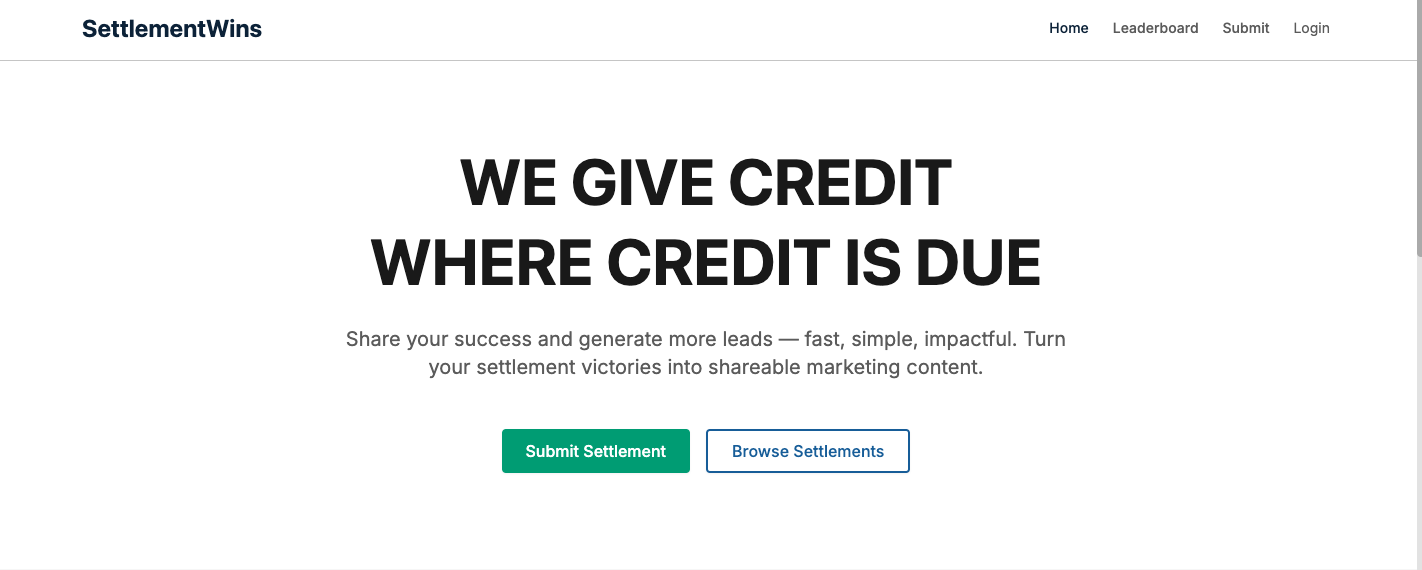 SettlementWins
Home
Leaderboard
Submit
Login
WE GIVE CREDIT
WHERE CREDIT IS DUE
Share your success and generate more leads — fast, simple, impactful. Turn
your settlement victories into shareable marketing content.
Submit Settlement
Browse Settlements